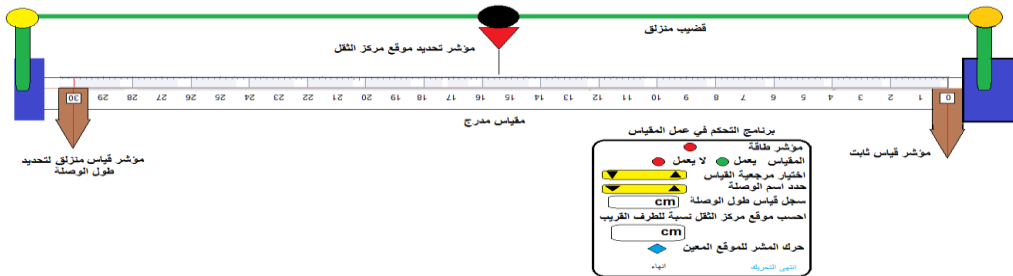 قضيب منزلق
مؤشر تحديد موقع مركز الثقل
30 29 28 27 26 25 24 23 22 21 20 19 18 17 16 15 14 13 12 11 10 9 8 7 6 5 4 3 2 1 0
مقياس مدرج
مؤشر قياس ثابت
مؤشر قياس منزلق لتحديد
طول الوصلة
برنامج التحكم في عمل المقياس
مؤشر طاقة
المقياس يعمل لا يعمل
اختيار مرجعية القياس
حدد اسم الوصلة
سجل قياس طول الوصلة cm
احسب موقع مركز الثقل نسبة للطرف القريب
cm
حرك المشر للموقع المعين
انهاء انتهى التحريك